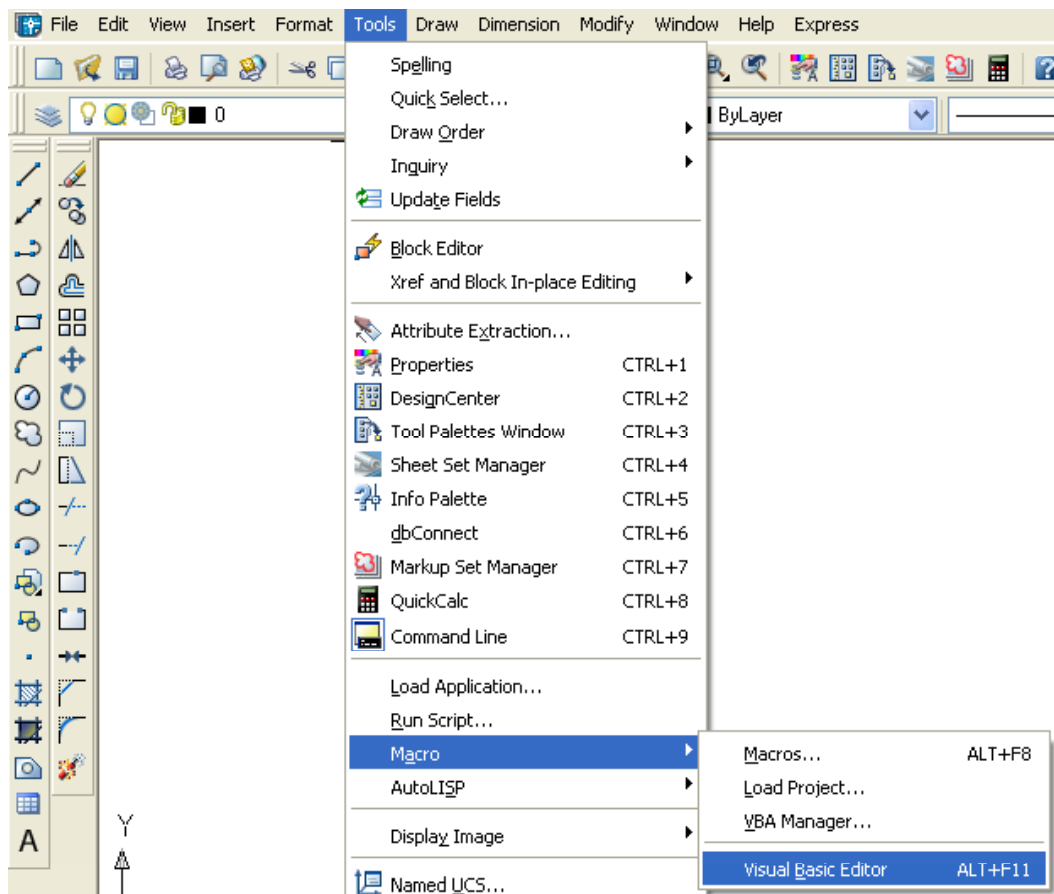 File Edit View Insert Format Tools Draw Dimension Modify Window Help Express
0
ByLayer
Spelling
Quick Select...
Draw Order
Inquiry
Update Fields
Block Editor
Xref and Block In-place Editing
Attribute Extraction...
Properties CTRL+1
DesignCenter CTRL+2
Tool Palettes Window CTRL+3
Sheet Set Manager CTRL+4
Info Palette CTRL+5
dbConnect CTRL+6
Markup Set Manager CTRL+7
QuickCalc CTRL+8
Command Line CTRL+9
Load Application...
Run Script...
Macro
AutoLISP
Display Image
Named UCS...
Macros... ALT+F8
Load Project...
VBA Manager...
Visual Basic Editor ALT+F11
A
Y